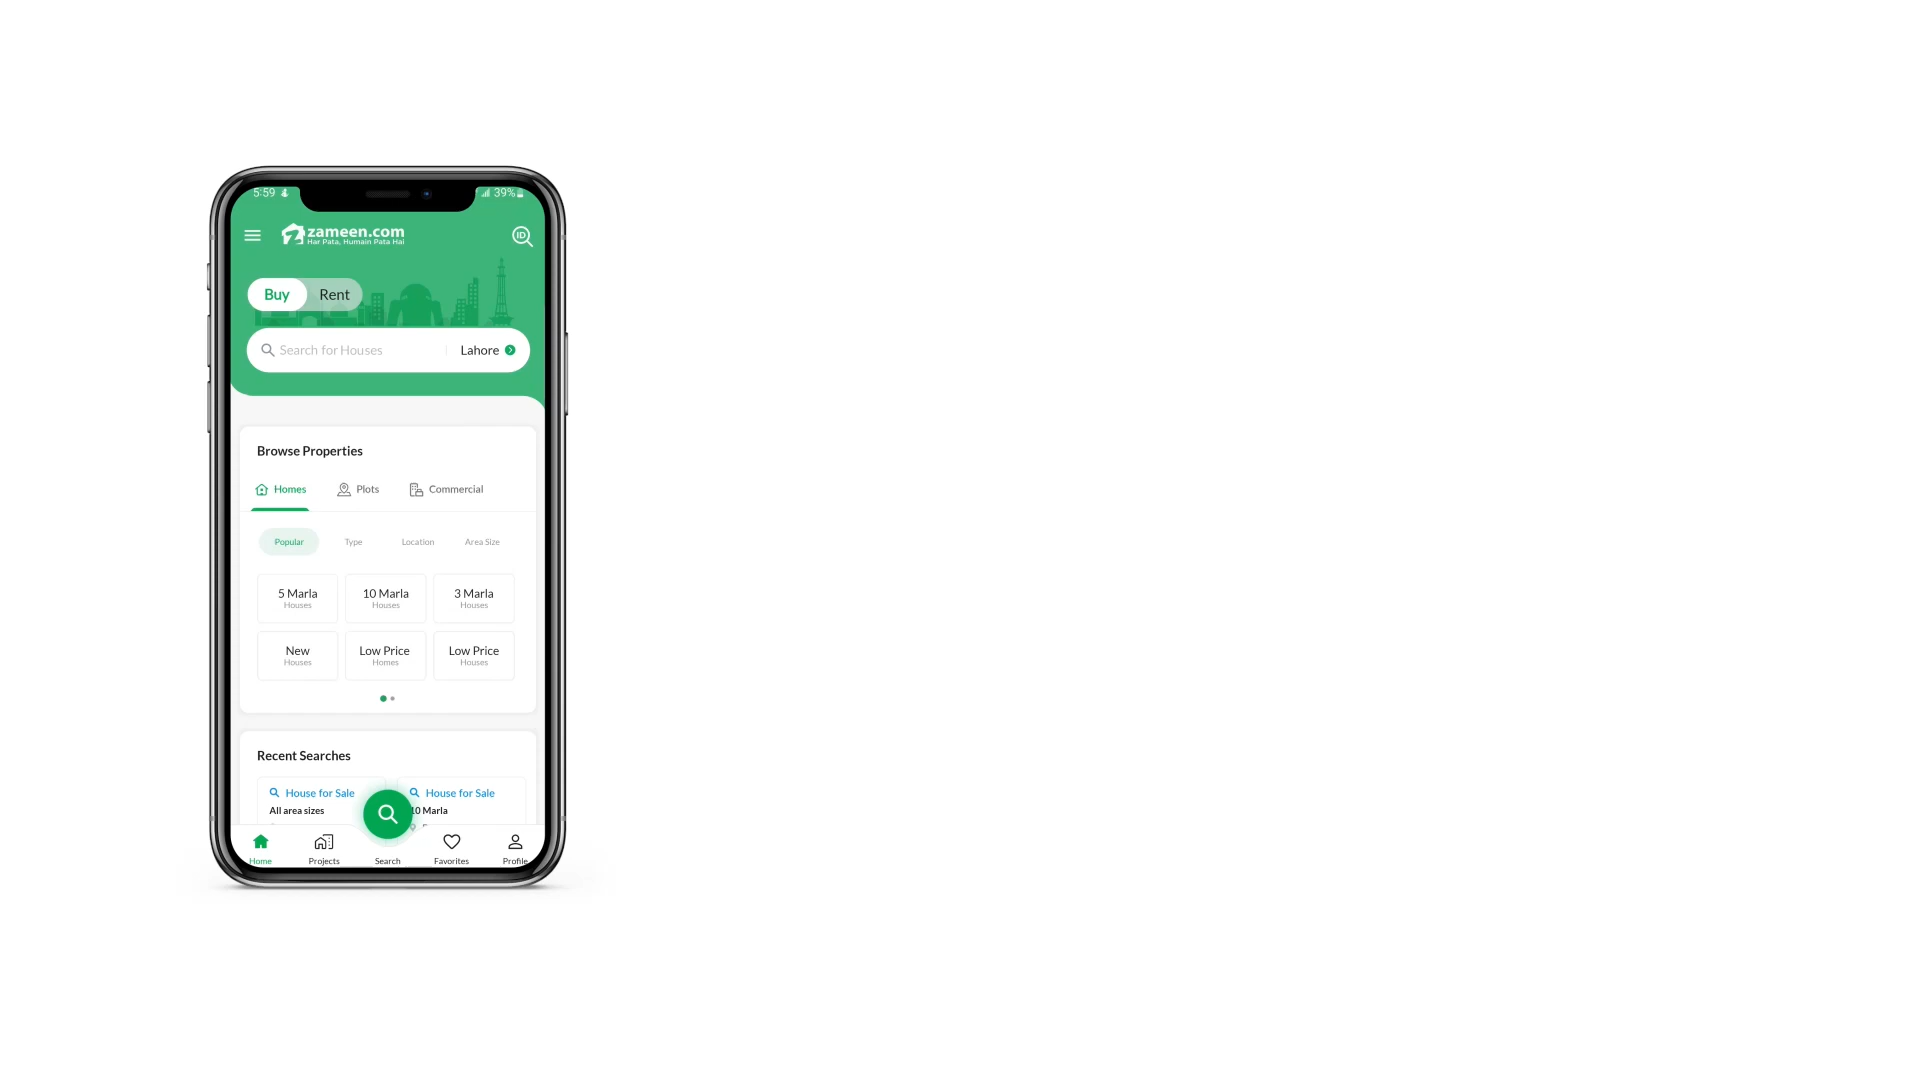 5:59
39%
zameen.com
Har Pata, Humain Pata Hai
ID
Buy Rent
Search for Houses Lahore
Browse Properties
Homes Plots Commercial
Popular Type Location Area Size
5 Marla 10 Marla 3 Marla
Houses Houses Houses
New Low Price Low Price
Houses Homes Houses
Recent Searches
House for Sale House for Sale
All area sizes 10 Marla
Home Projects Search Favorites Profile